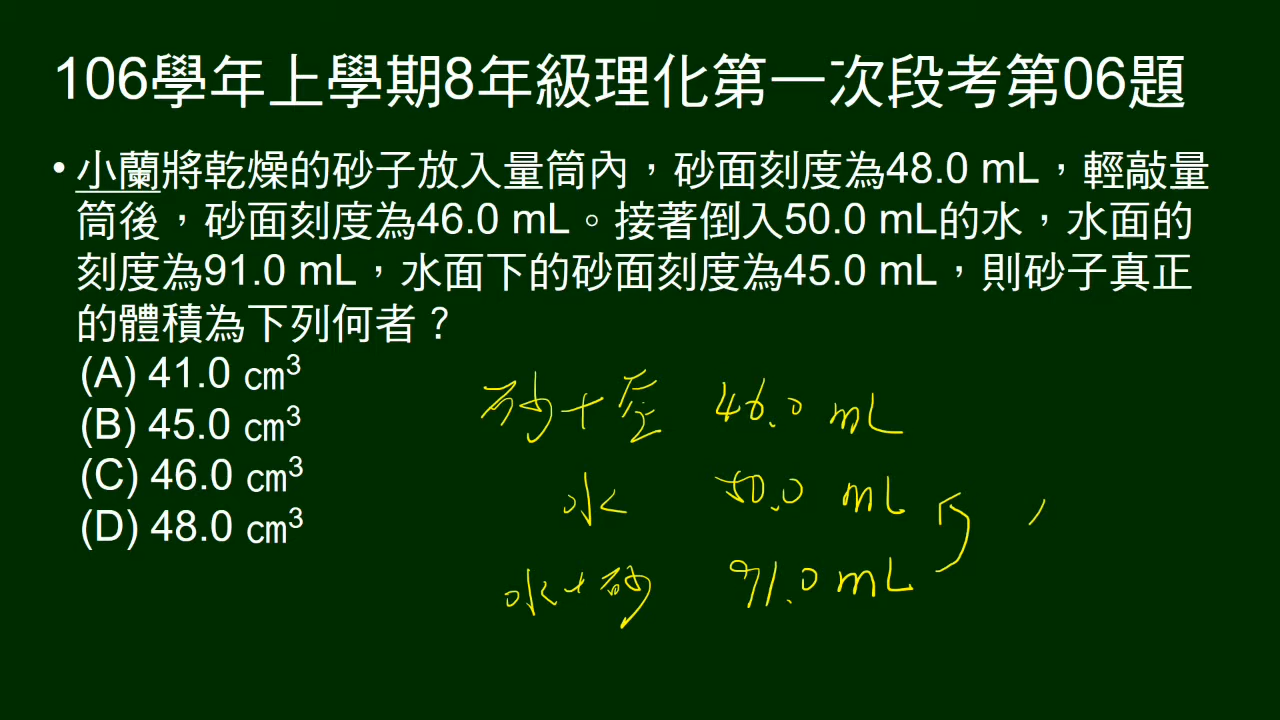 106學年上學期8年級理化第一次段考第06題
• 小蘭將乾燥的砂子放入量筒內，砂面刻度為48.0 mL，輕敲量
筒後，砂面刻度為46.0 mL。接著倒入50.0 mL的水，水面的
刻度為91.0 mL，水面下的砂面刻度為45.0 mL，則砂子真正
的體積為下列何者？
(A) 41.0 cm³
(B) 45.0 cm³
(C) 46.0 cm³
(D) 48.0 cm³
砂+空 46.0 mL
水 50.0 mL
水+砂 91.0 mL